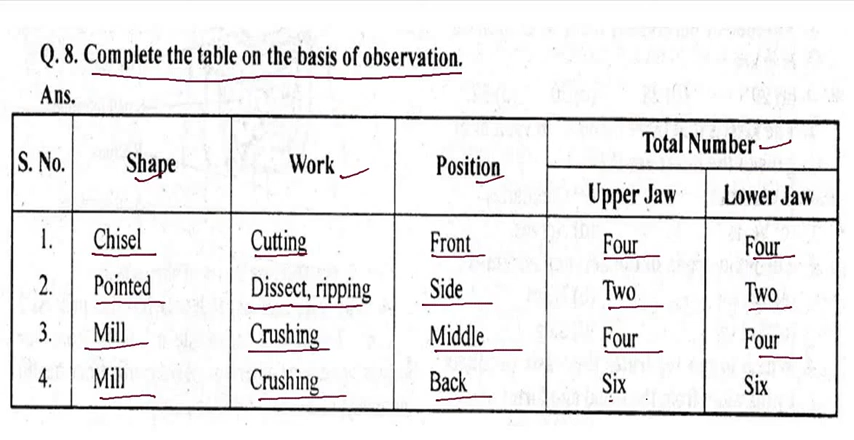 Q. 8. Complete the table on the basis of observation.
Ans.
S. No. Shape Work Position Total Number
Upper Jaw Lower Jaw
1. Chisel Cutting Front Four Four
2. Pointed Dissect, ripping Side Two Two
3. Mill Crushing Middle Four Four
4. Mill Crushing Back Six Six